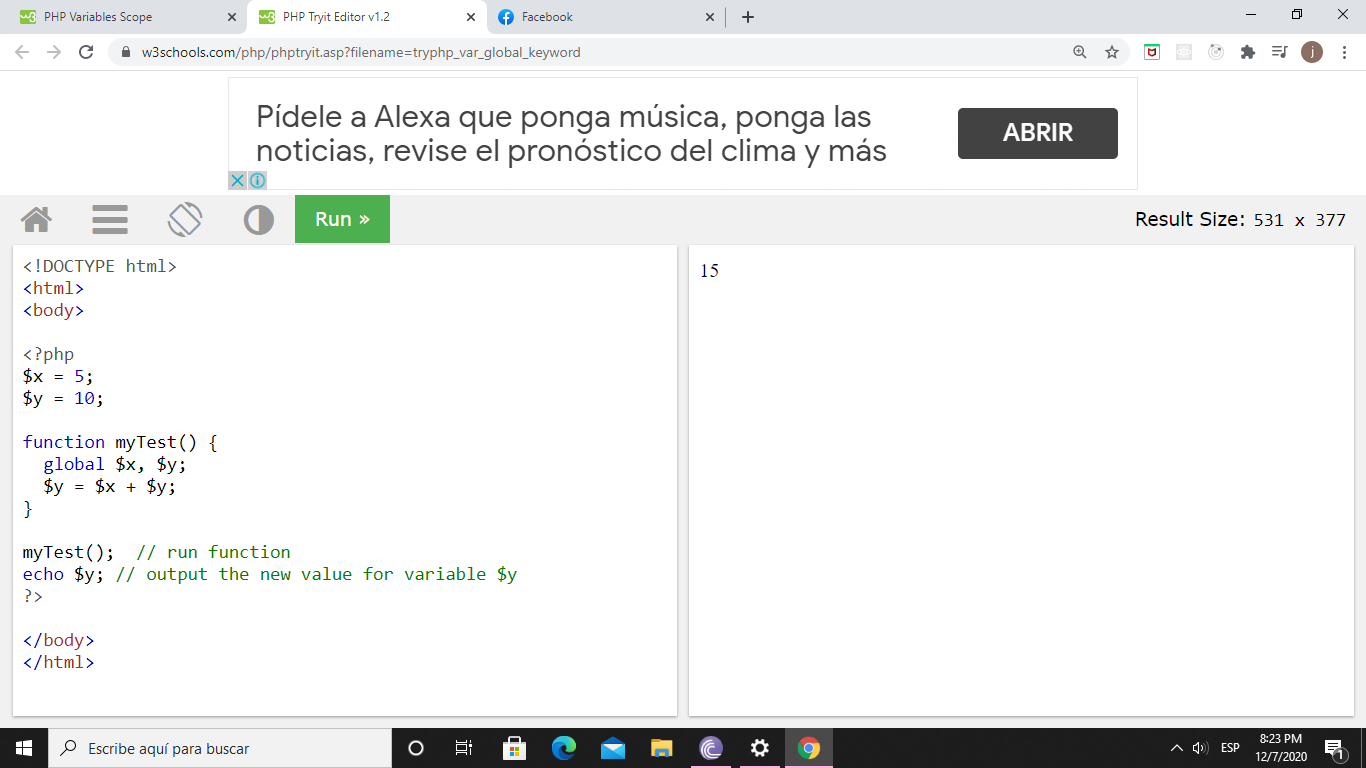 PHP Variables Scope
PHP Tryit Editor v1.2
Facebook
w3schools.com/php/phptryit.asp?filename=tryphp_var_global_keyword
j
Pídele a Alexa que ponga música, ponga las
noticias, revise el pronóstico del clima y más
ABRIR
Run »
Result Size: 531 x 377
<!DOCTYPE html>
<html>
<body>
<?php
$x = 5;
$y = 10;
function myTest() {
global $x, $y;
$y = $x + $y;
}
myTest();  // run function
echo $y; // output the new value for variable $y
?>
</body>
</html>
15
Escribe aquí para buscar
ESP
8:23 PM
12/7/2020
1